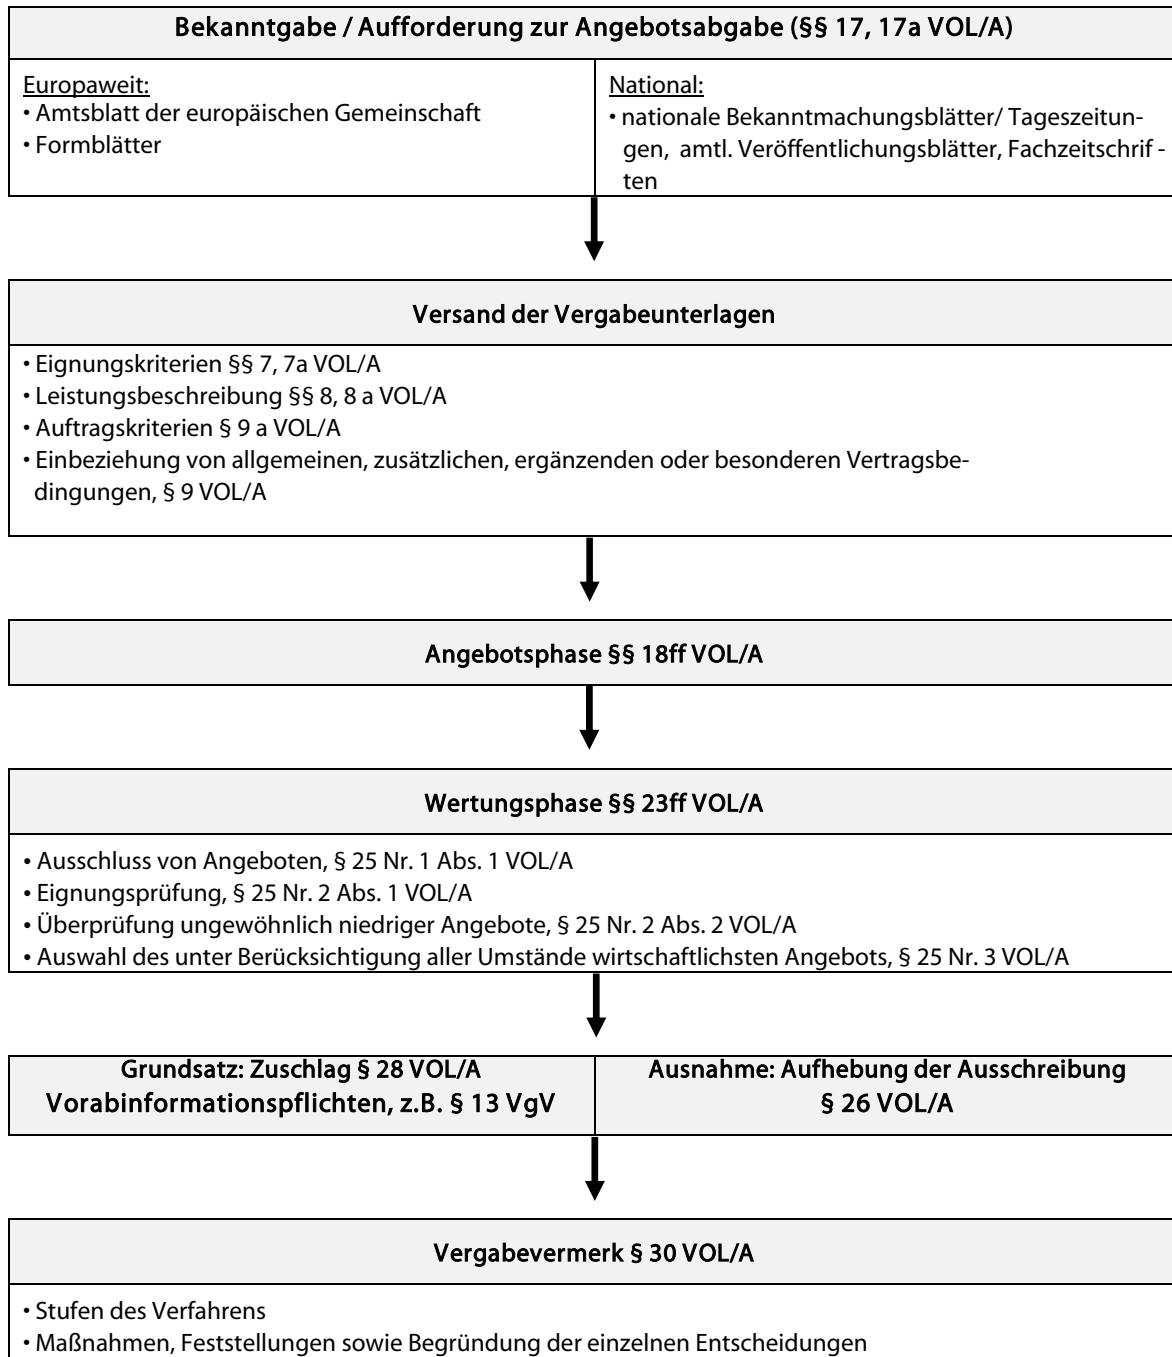 Bekanntgabe / Aufforderung zur Angebotsabgabe (§§ 17, 17a VOL/A)
Europaweit:
• Amtsblatt der europäischen Gemeinschaft
• Formblätter
National:
• nationale Bekanntmachungsblätter/ Tageszeitun-
gen, amtl. Veröffentlichungsblätter, Fachzeitschrif -
ten
Versand der Vergabeunterlagen
• Eignungskriterien §§ 7, 7a VOL/A
• Leistungsbeschreibung §§ 8, 8 a VOL/A
• Auftragskriterien § 9 a VOL/A
• Einbeziehung von allgemeinen, zusätzlichen, ergänzenden oder besonderen Vertragsbe-
dingungen, § 9 VOL/A
Angebotsphase §§ 18ff VOL/A
Wertungsphase §§ 23ff VOL/A
• Ausschluss von Angeboten, § 25 Nr. 1 Abs. 1 VOL/A
• Eignungsprüfung, § 25 Nr. 2 Abs. 1 VOL/A
• Überprüfung ungewöhnlich niedriger Angebote, § 25 Nr. 2 Abs. 2 VOL/A
• Auswahl des unter Berücksichtigung aller Umstände wirtschaftlichsten Angebots, § 25 Nr. 3 VOL/A
Grundsatz: Zuschlag § 28 VOL/A
Vorabinformationspflichten, z.B. § 13 VgV
Ausnahme: Aufhebung der Ausschreibung
§ 26 VOL/A
Vergabevermerk § 30 VOL/A
• Stufen des Verfahrens
• Maßnahmen, Feststellungen sowie Begründung der einzelnen Entscheidungen